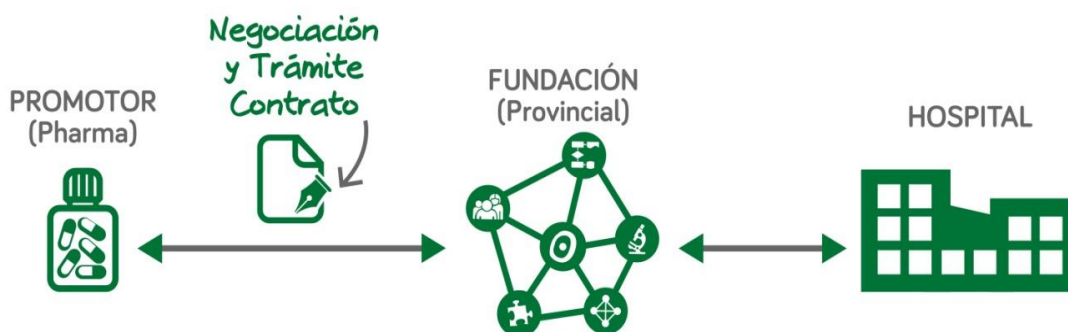 PROMOTOR
(Pharma)
Negociación
y Trámite
Contrato
FUNDACIÓN
(Provincial)
HOSPITAL